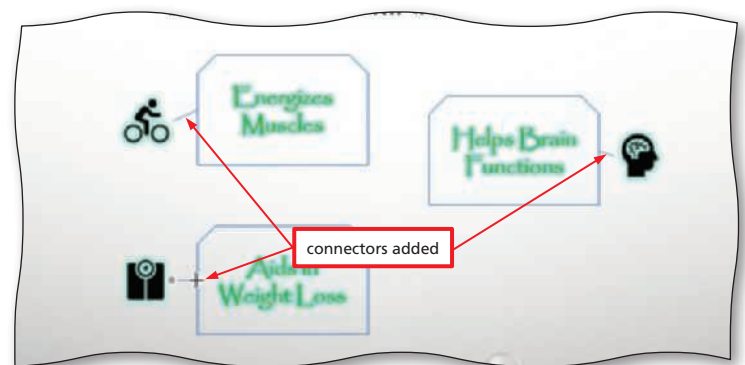 Energizes
Muscles
Helps Brain
Functions
connectors added
Aids in
Weight Loss